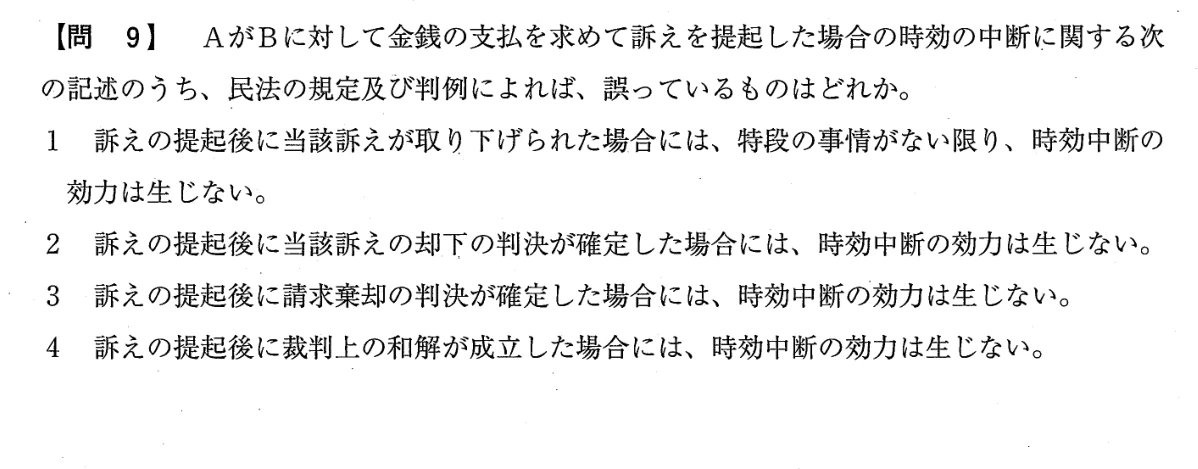 【問　9】　AがBに対して金銭の支払を求めて訴えを提起した場合の時効の中断に関する次
の記述のうち、民法の規定及び判例によれば、誤っているものはどれか。
1　訴えの提起後に当該訴えが取り下げられた場合には、特段の事情がない限り、時効中断の
効力は生じない。
2　訴えの提起後に当該訴えの却下の判決が確定した場合には、時効中断の効力は生じない。
3　訴えの提起後に請求棄却の判決が確定した場合には、時効中断の効力は生じない。
4　訴えの提起後に裁判上の和解が成立した場合には、時効中断の効力は生じない。